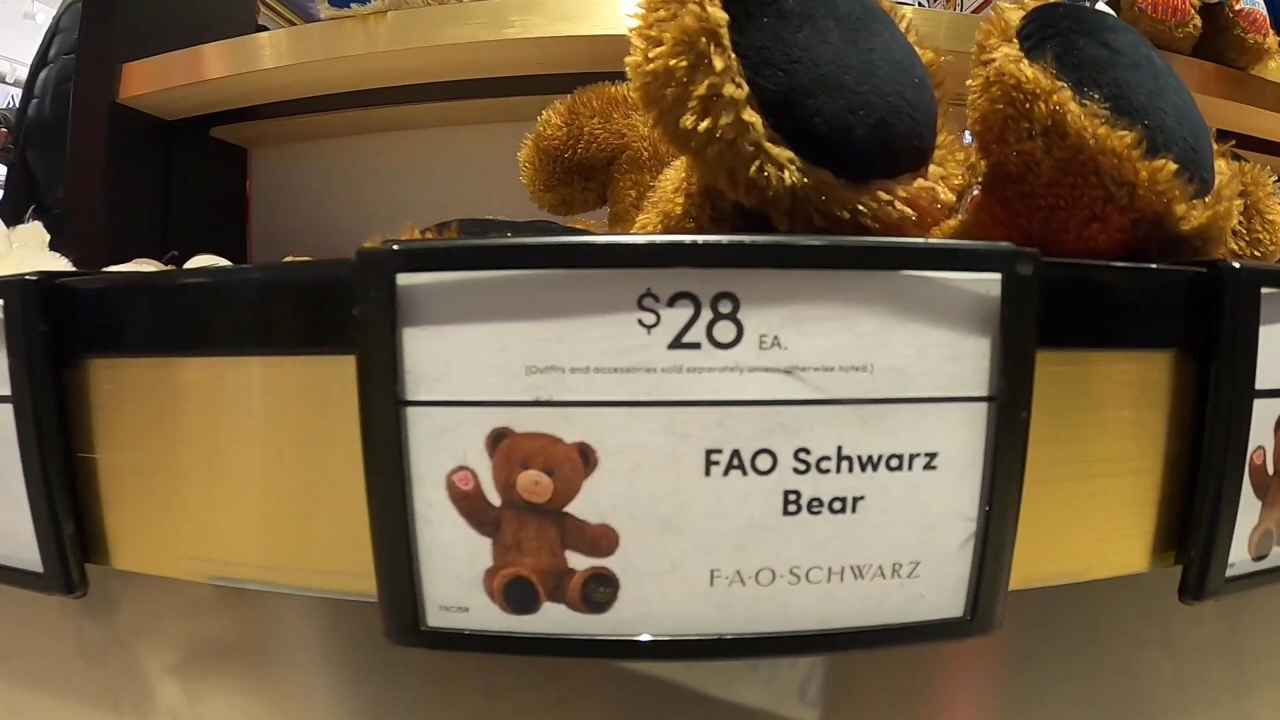 $28 EA.
(Outfits and accessories sold separately unless otherwise noted.)
FAO Schwarz
Bear
F·A·O·SCHWARZ